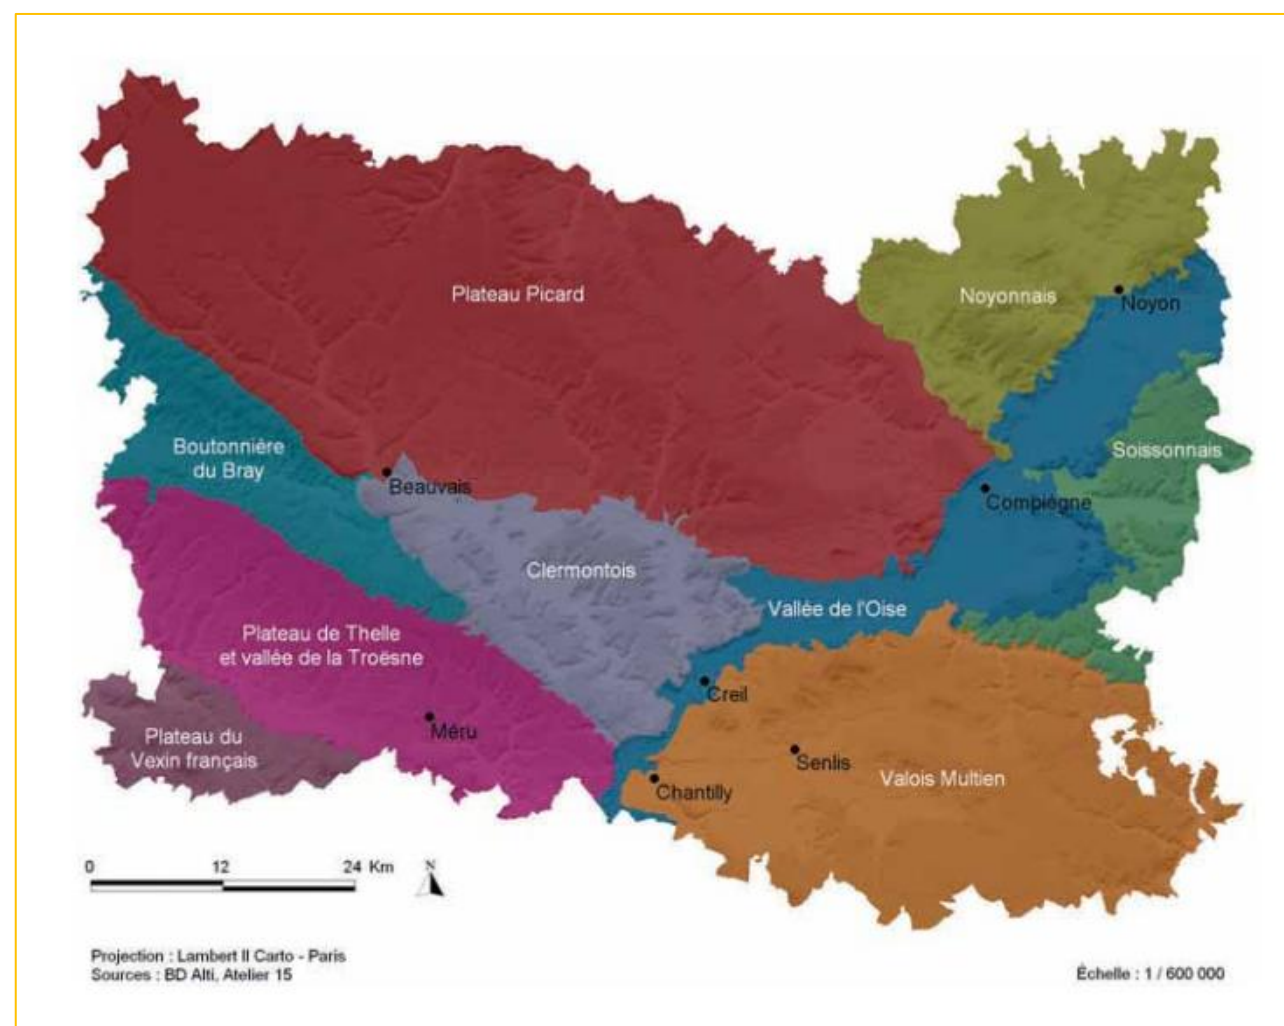 Plateau Picard
Noyonnais
Noyon
Boutonnière
du Bray
Soissonnais
Beauvais
Compiègne
Clermontois
Vallée de l'Oise
Plateau de Thelle
et vallée de la Troësne
Creil
Méru
Plateau du
Vexin français
Senlis
Valois Multien
Chantilly
0 12 24 Km
N
Projection : Lambert II Carto - Paris
Sources : BD Alti, Atelier 15
Échelle : 1 / 600 000